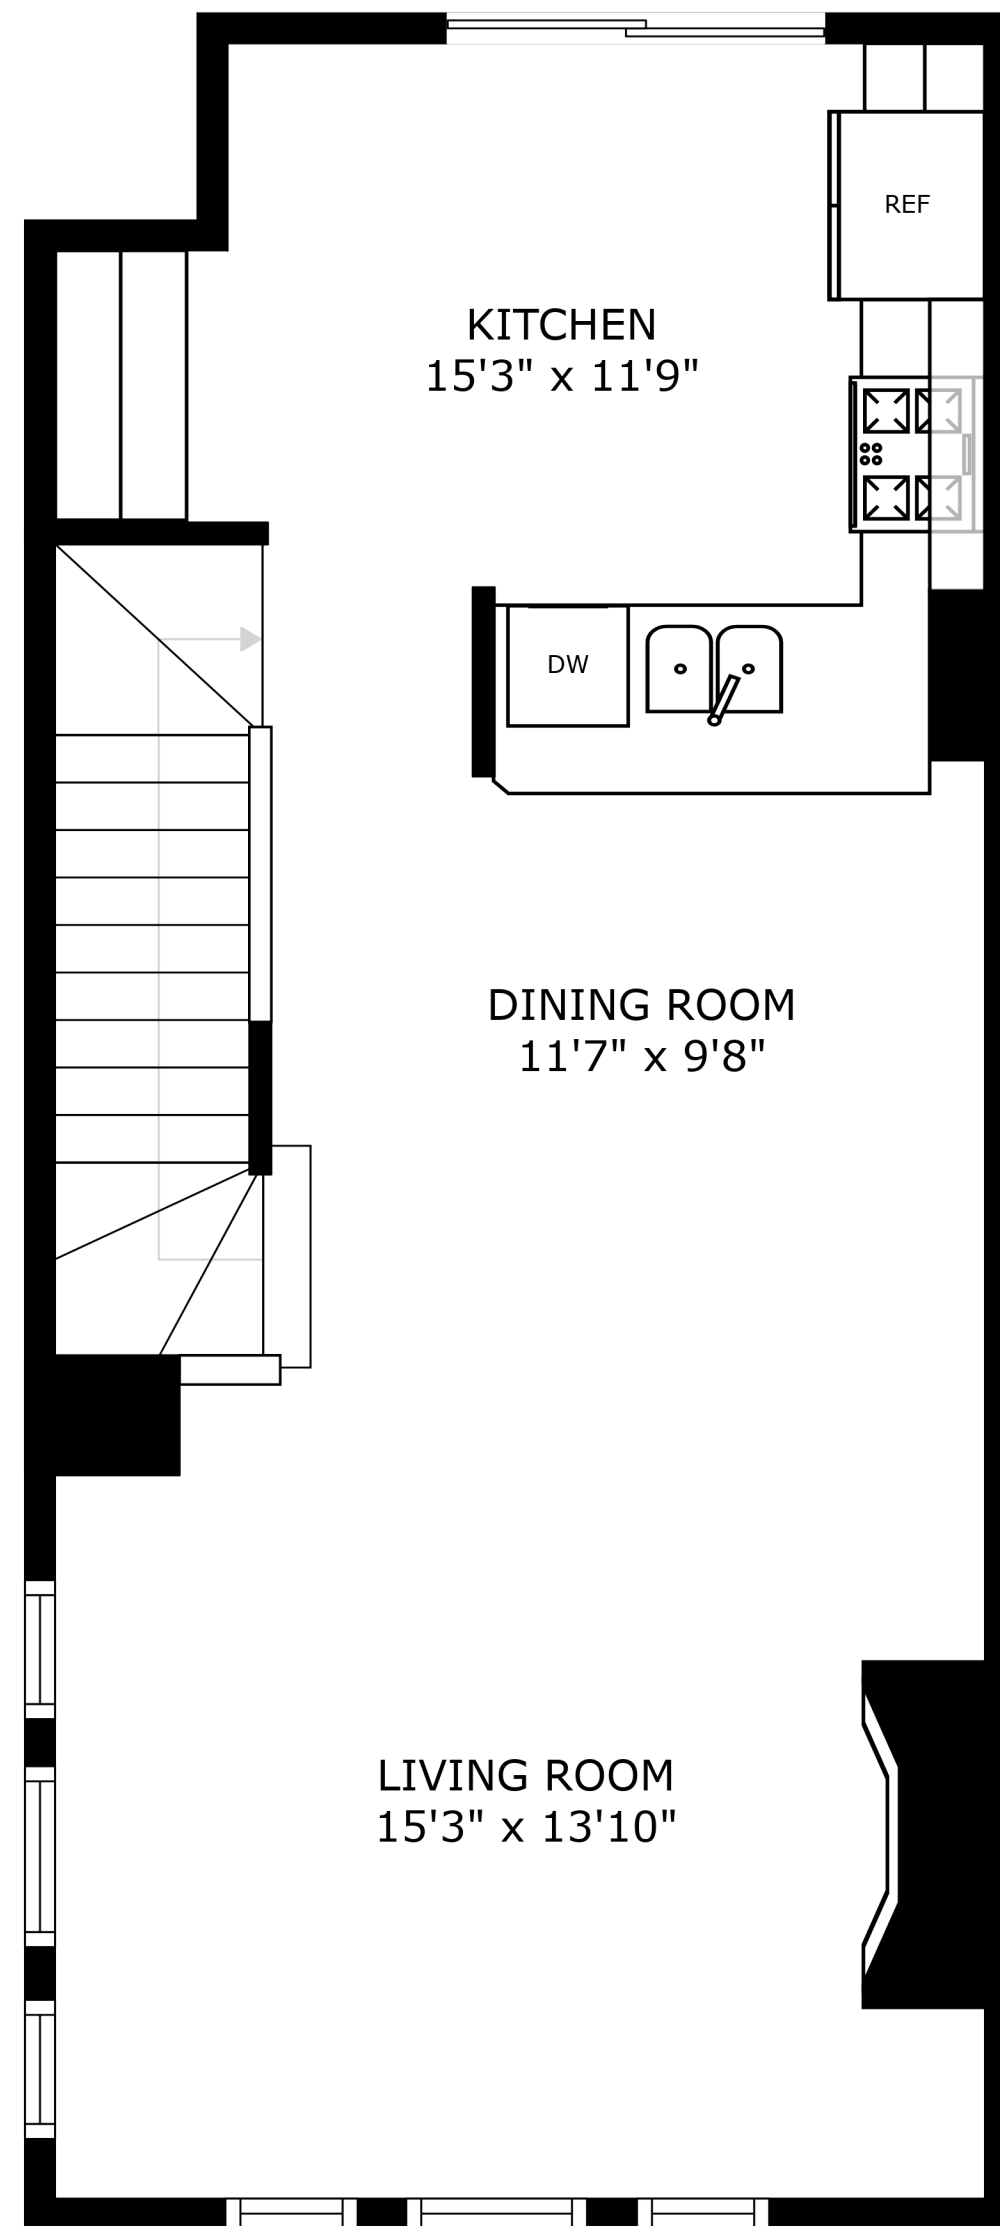 REF
KITCHEN
15'3" x 11'9"
DW
DINING ROOM
11'7" x 9'8"
LIVING ROOM
15'3" x 13'10"